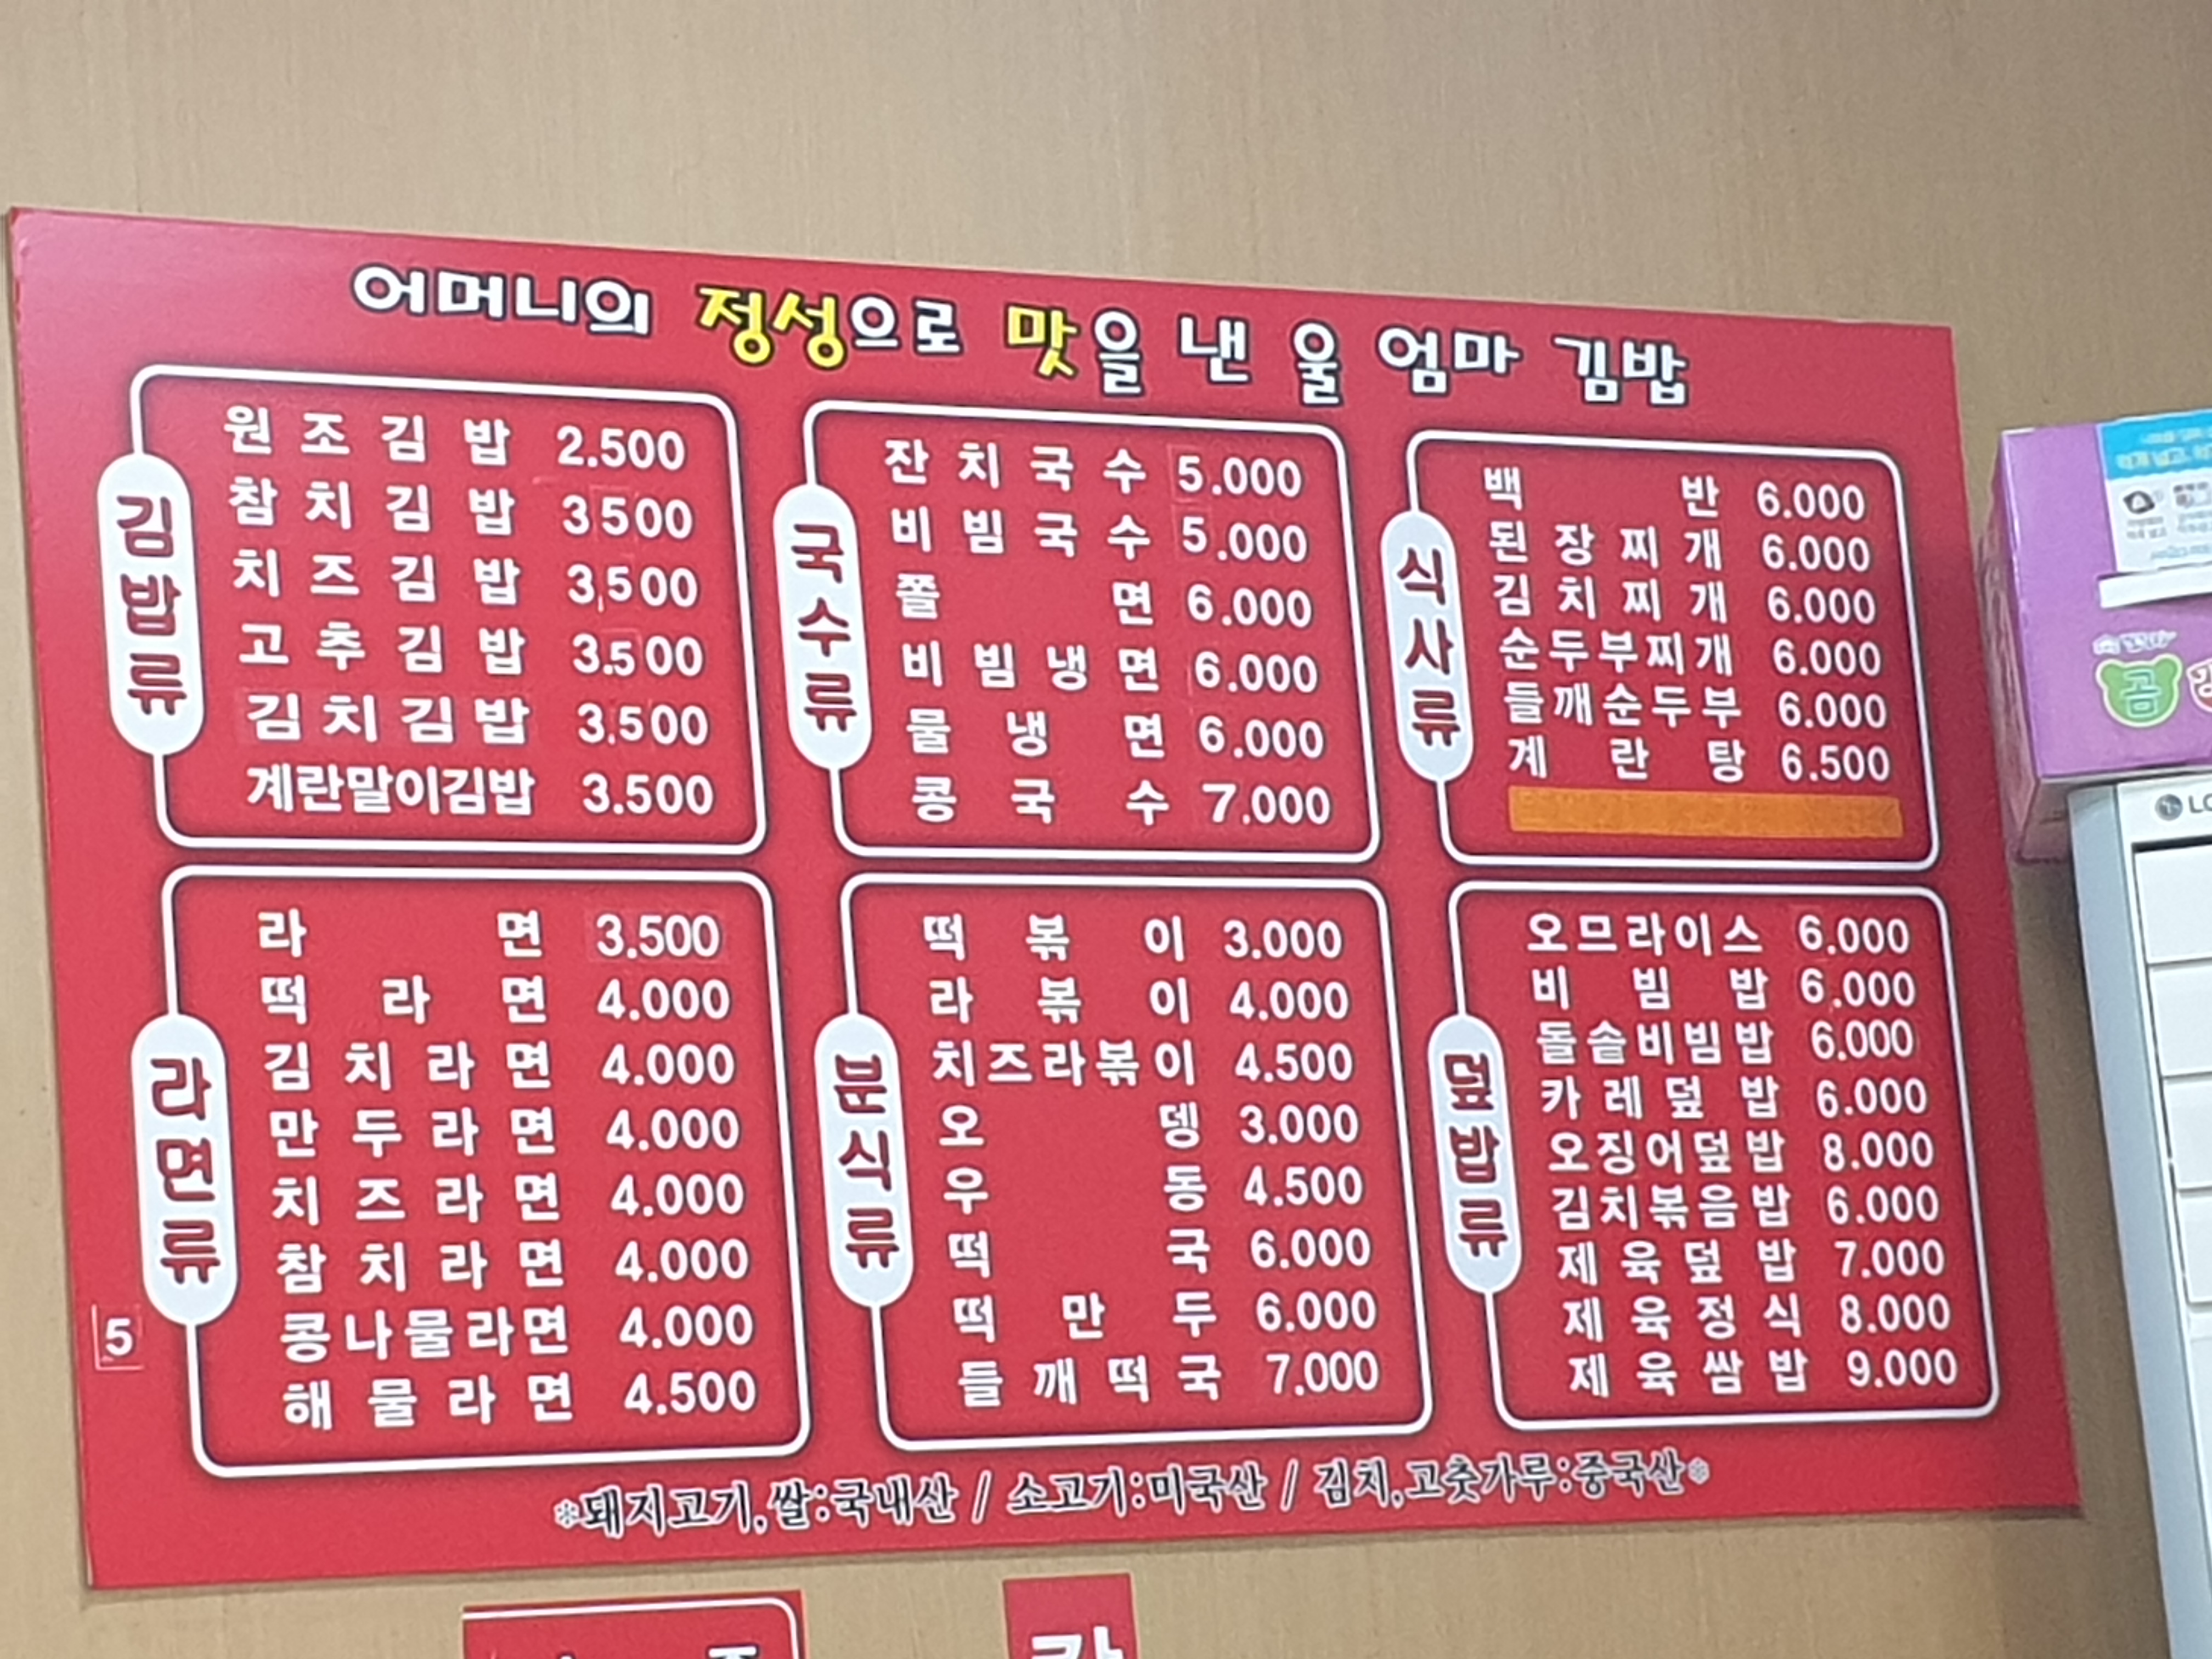 어머니의 정성으로 맛을 낸 울 엄마 김밥
김밥류
원조김밥 2.500
참치김밥 3500
치즈김밥 3,500
고추김밥 3.500
김치김밥 3.500
계란말이김밥 3.500
국수류
잔치국수 5.000
비빔국수 5.000
쫄면 6.000
비빔냉면 6.000
물냉면 6.000
콩국수 7.000
식사류
백반 6.000
된장찌개 6.000
김치찌개 6.000
순두부찌개 6.000
들깨순두부 6.000
계란탕 6.500
라면류
라면 3.500
떡라면 4.000
김치라면 4.000
만두라면 4.000
치즈라면 4.000
참치라면 4.000
콩나물라면 4.000
해물라면 4.500
분식류
떡볶이 3.000
라볶이 4.000
치즈라볶이 4.500
오뎅 3.000
우동 4.500
떡국 6.000
떡만두 6.000
들깨떡국 7.000
덮밥류
오므라이스 6.000
비빔밥 6.000
돌솥비빔밥 6.000
카레덮밥 6.000
오징어덮밥 8.000
김치볶음밥 6.000
제육덮밥 7.000
제육정식 8.000
제육쌈밥 9.000
5
※돼지고기,쌀:국내산 / 소고기:미국산 / 김치,고춧가루:중국산※
곰
LG